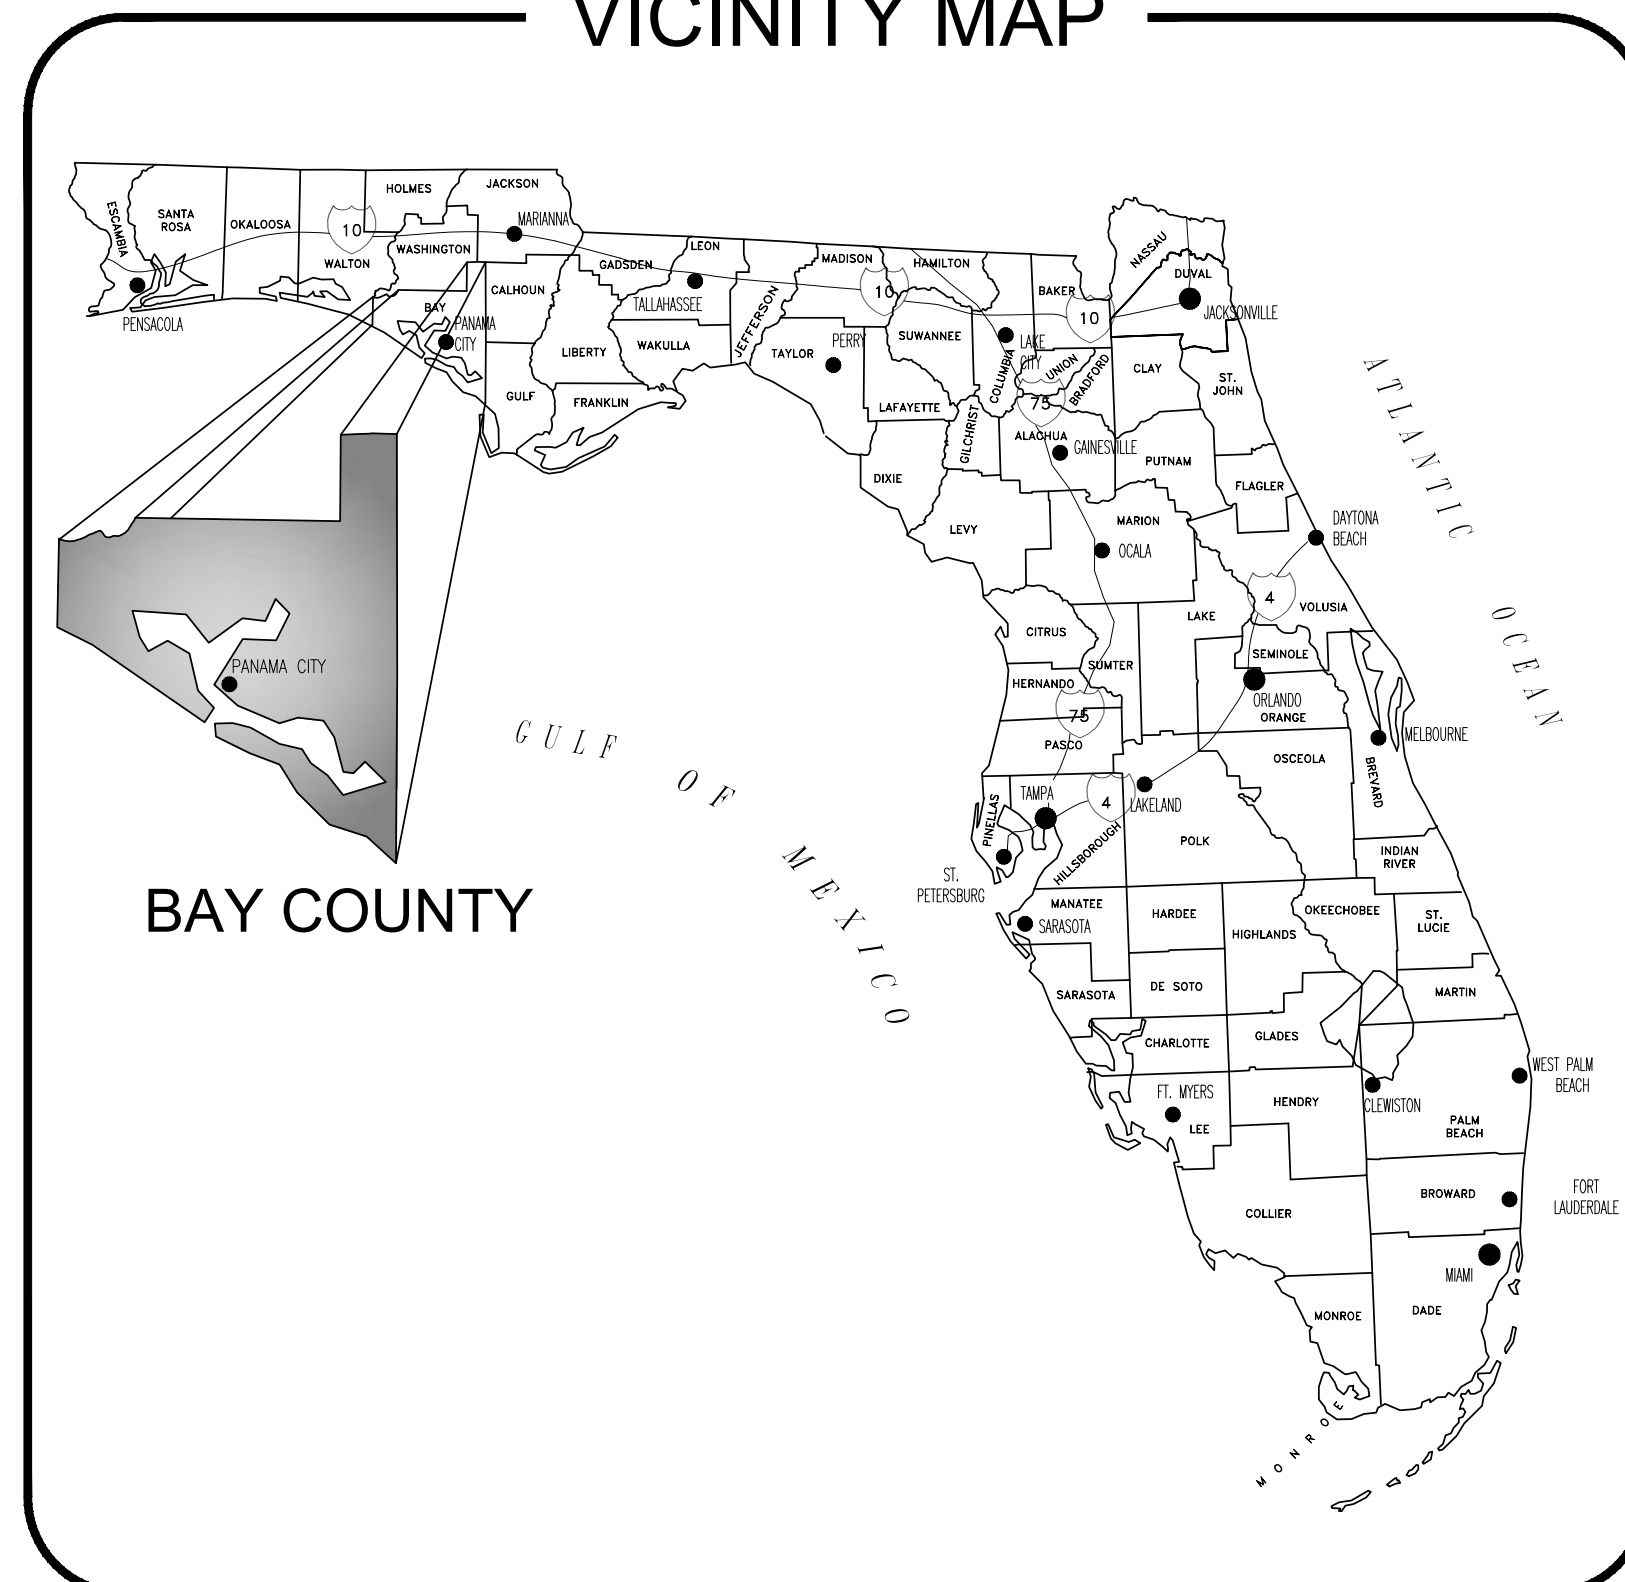 VICINITY MAP
HOLMES
JACKSON
ESCAMBIA
SANTA
ROSA
OKALOOSA
10
WALTON
WASHINGTON
MARIANNA
LEON
GADSDEN
MADISON
HAMILTON
NASSAU
DUVAL
PENSACOLA
BAY
PANAMA
CITY
CALHOUN
TALLAHASSEE
JEFFERSON
10
BAKER
10
JACKSONVILLE
LIBERTY
WAKULLA
TAYLOR
PERRY
SUWANNEE
LAKE
CITY
COLUMBIA
UNION
BRADFORD
CLAY
ST.
JOHN
GULF
FRANKLIN
LAFAYETTE
GILCHRIST
75
ALACHUA
GAINESVILLE
PUTNAM
FLAGLER
DIXIE
LEVY
MARION
OCALA
DAYTONA
BEACH
ATLANTIC
OCEAN
4
VOLUSIA
LAKE
CITRUS
SUMTER
SEMINOLE
HERNANDO
ORLANDO
ORANGE
75
PASCO
MELBOURNE
OSCEOLA
BREVARD
PANAMA CITY
BAY COUNTY
GULF
OF
MEXICO
TAMPA
4
LAKELAND
PINELLAS
HILLSBOROUGH
POLK
INDIAN
RIVER
ST.
PETERSBURG
MANATEE
SARASOTA
HARDEE
HIGHLANDS
OKEECHOBEE
ST.
LUCIE
SARASOTA
DE SOTO
MARTIN
CHARLOTTE
GLADES
WEST PALM
BEACH
FT. MYERS
LEE
HENDRY
CLEWISTON
PALM
BEACH
BROWARD
FORT
LAUDERDALE
COLLIER
MIAMI
MONROE
DADE
MONROE